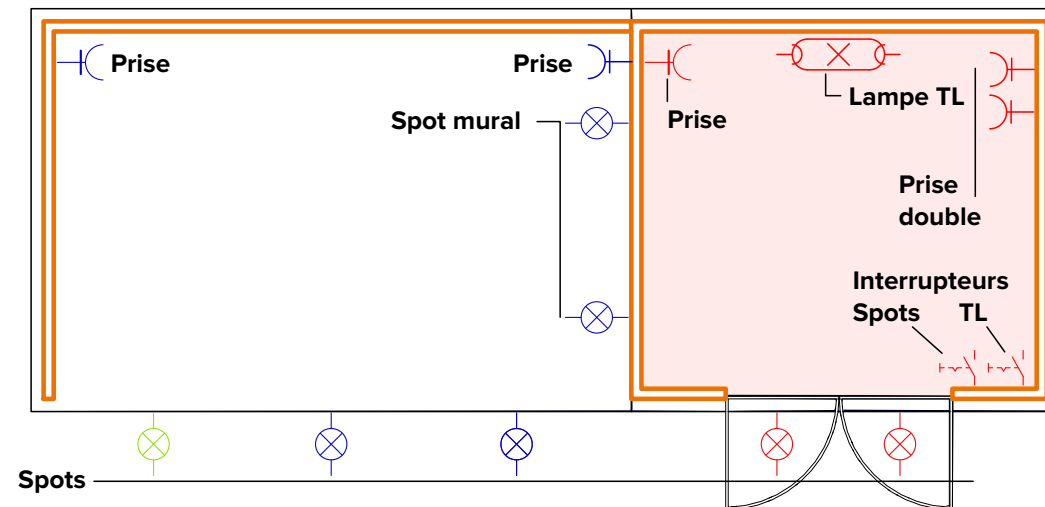 Prise
Prise
Prise
Lampe TL
Spot mural
Prise
double
Interrupteurs
Spots TL
Spots